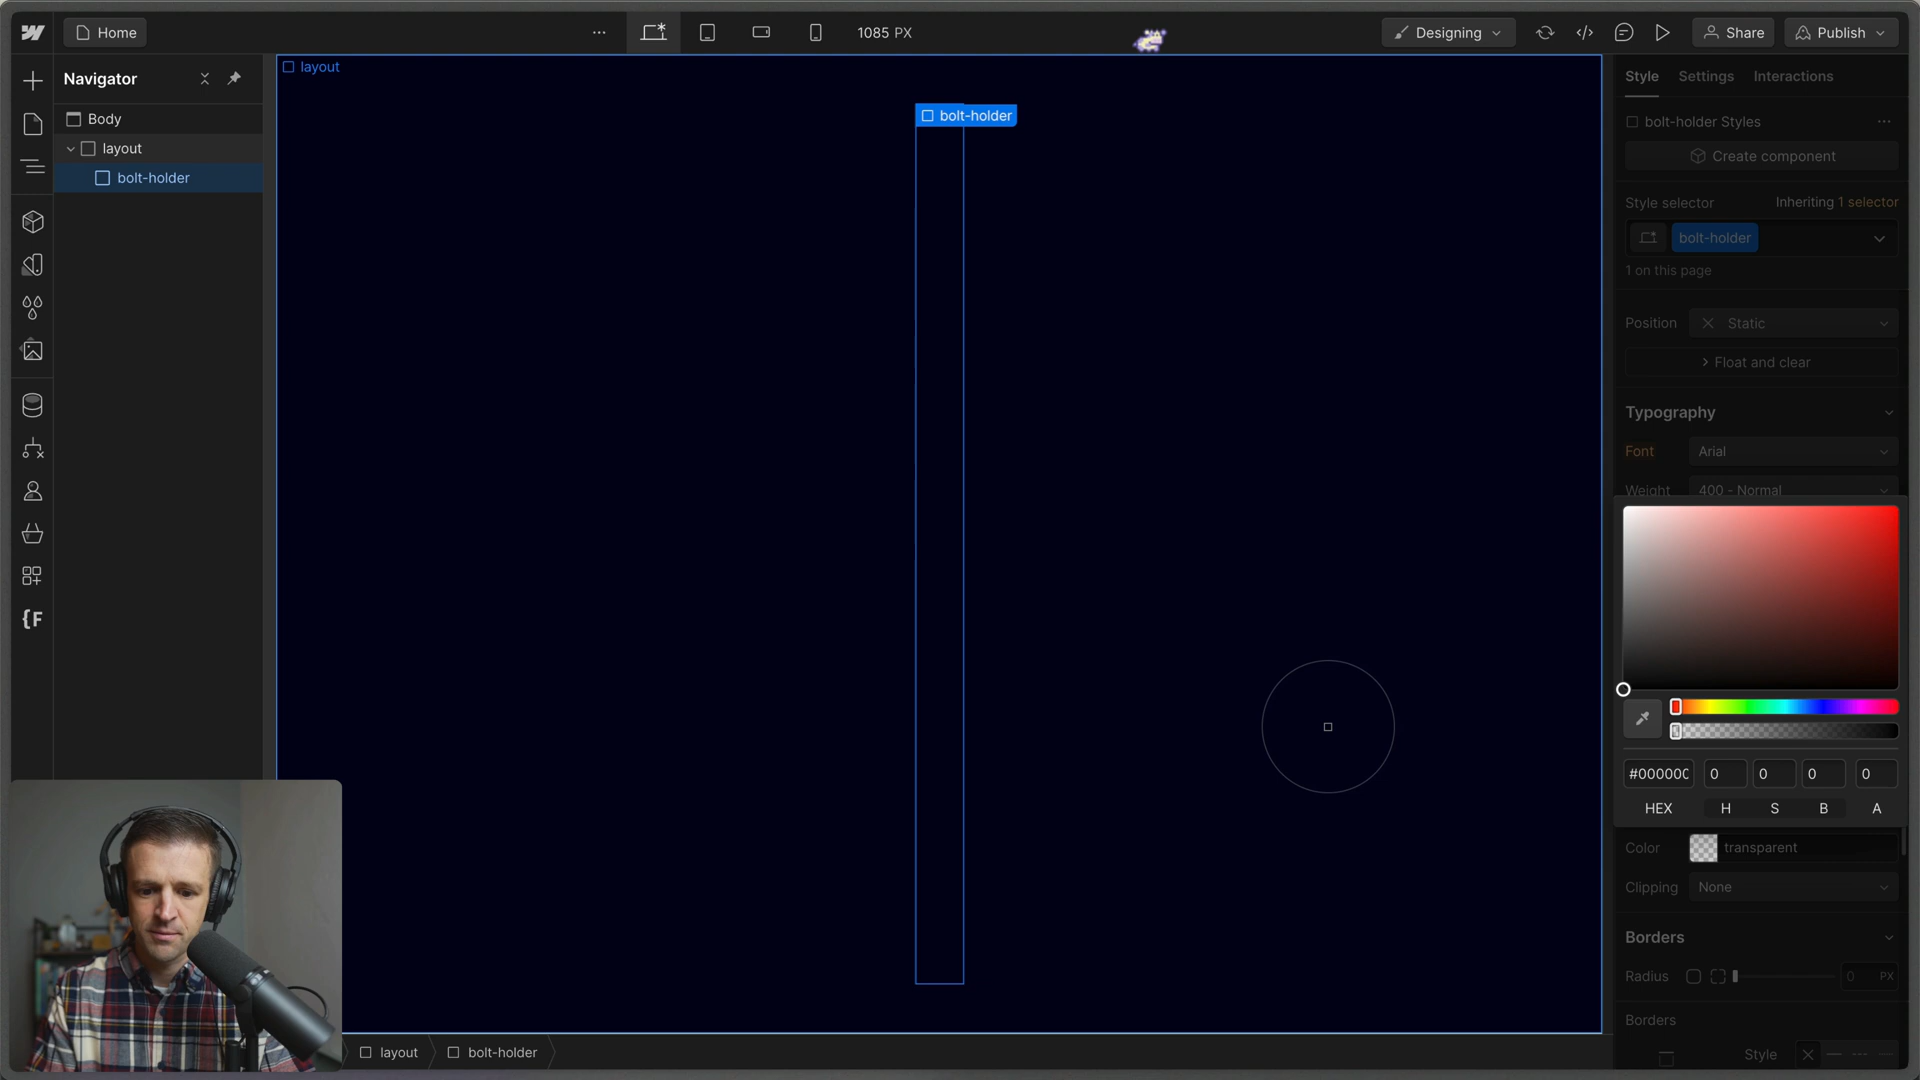 Home
1085 PX
Designing
Share
Publish
Navigator
Body
layout
bolt-holder
layout
bolt-holder
Style Settings Interactions
bolt-holder Styles
Create component
Style selector Inheriting 1 selector
bolt-holder
1 on this page
Position Static
Float and clear
Typography
Font Arial
Weight 400 - Normal
#00000C 0 0 0 0
HEX H S B A
Color transparent
Clipping None
Borders
Radius 0 PX
Borders
Style
layout bolt-holder
{F